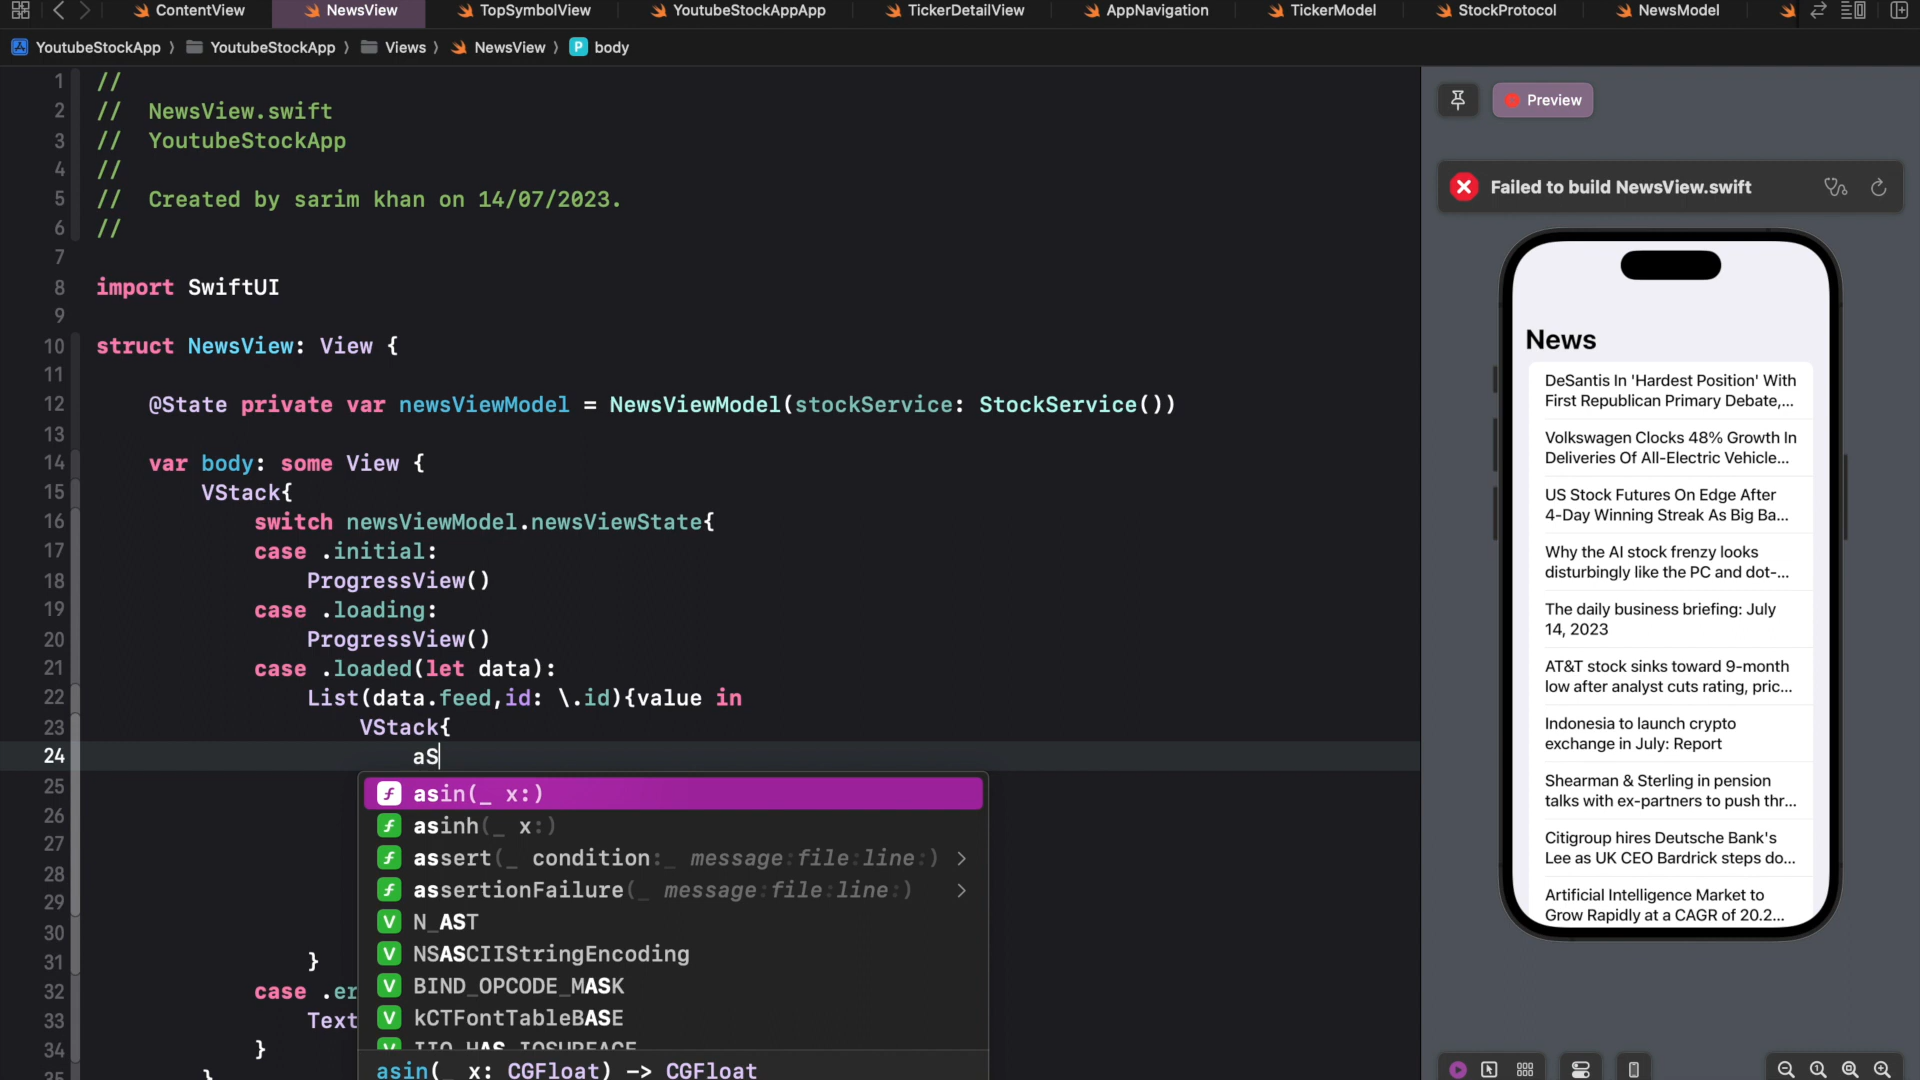 ContentView NewsView TopSymbolView YoutubeStockAppApp TickerDetailView AppNavigation TickerModel StockProtocol NewsModel
YoutubeStockApp YoutubeStockApp Views NewsView P body
1 //
2 // NewsView.swift
3 // YoutubeStockApp
4 //
5 // Created by sarim khan on 14/07/2023.
6 //
7
8 import SwiftUI
9
10 struct NewsView: View {
11
12 @State private var newsViewModel = NewsViewModel(stockService: StockService())
13
14 var body: some View {
15 VStack{
16 switch newsViewModel.newsViewState{
17 case .initial:
18 ProgressView()
19 case .loading:
20 ProgressView()
21 case .loaded(let data):
22 List(data.feed,id: \.id){value in
23 VStack{
24 aS
25
26
27
28
29
30
31 }
32 case .er
33 Text
34 }
35 }
f asin(_ x:)
f asinh(_ x:)
f assert(_ condition:_ message:file:line:)
f assertionFailure(_ message:file:line:)
V N_AST
V NSASCIIStringEncoding
V BIND_OPCODE_MASK
V kCTFontTableBASE
V IIO_HAS_IOSURFACE
asin(_ x: CGFloat) -> CGFloat
Preview
Failed to build NewsView.swift
News
DeSantis In 'Hardest Position' With
First Republican Primary Debate,...
Volkswagen Clocks 48% Growth In
Deliveries Of All-Electric Vehicle...
US Stock Futures On Edge After
4-Day Winning Streak As Big Ba...
Why the AI stock frenzy looks
disturbingly like the PC and dot-...
The daily business briefing: July
14, 2023
AT&T stock sinks toward 9-month
low after analyst cuts rating, pric...
Indonesia to launch crypto
exchange in July: Report
Shearman & Sterling in pension
talks with ex-partners to push thr...
Citigroup hires Deutsche Bank's
Lee as UK CEO Bardrick steps do...
Artificial Intelligence Market to
Grow Rapidly at a CAGR of 20.2...